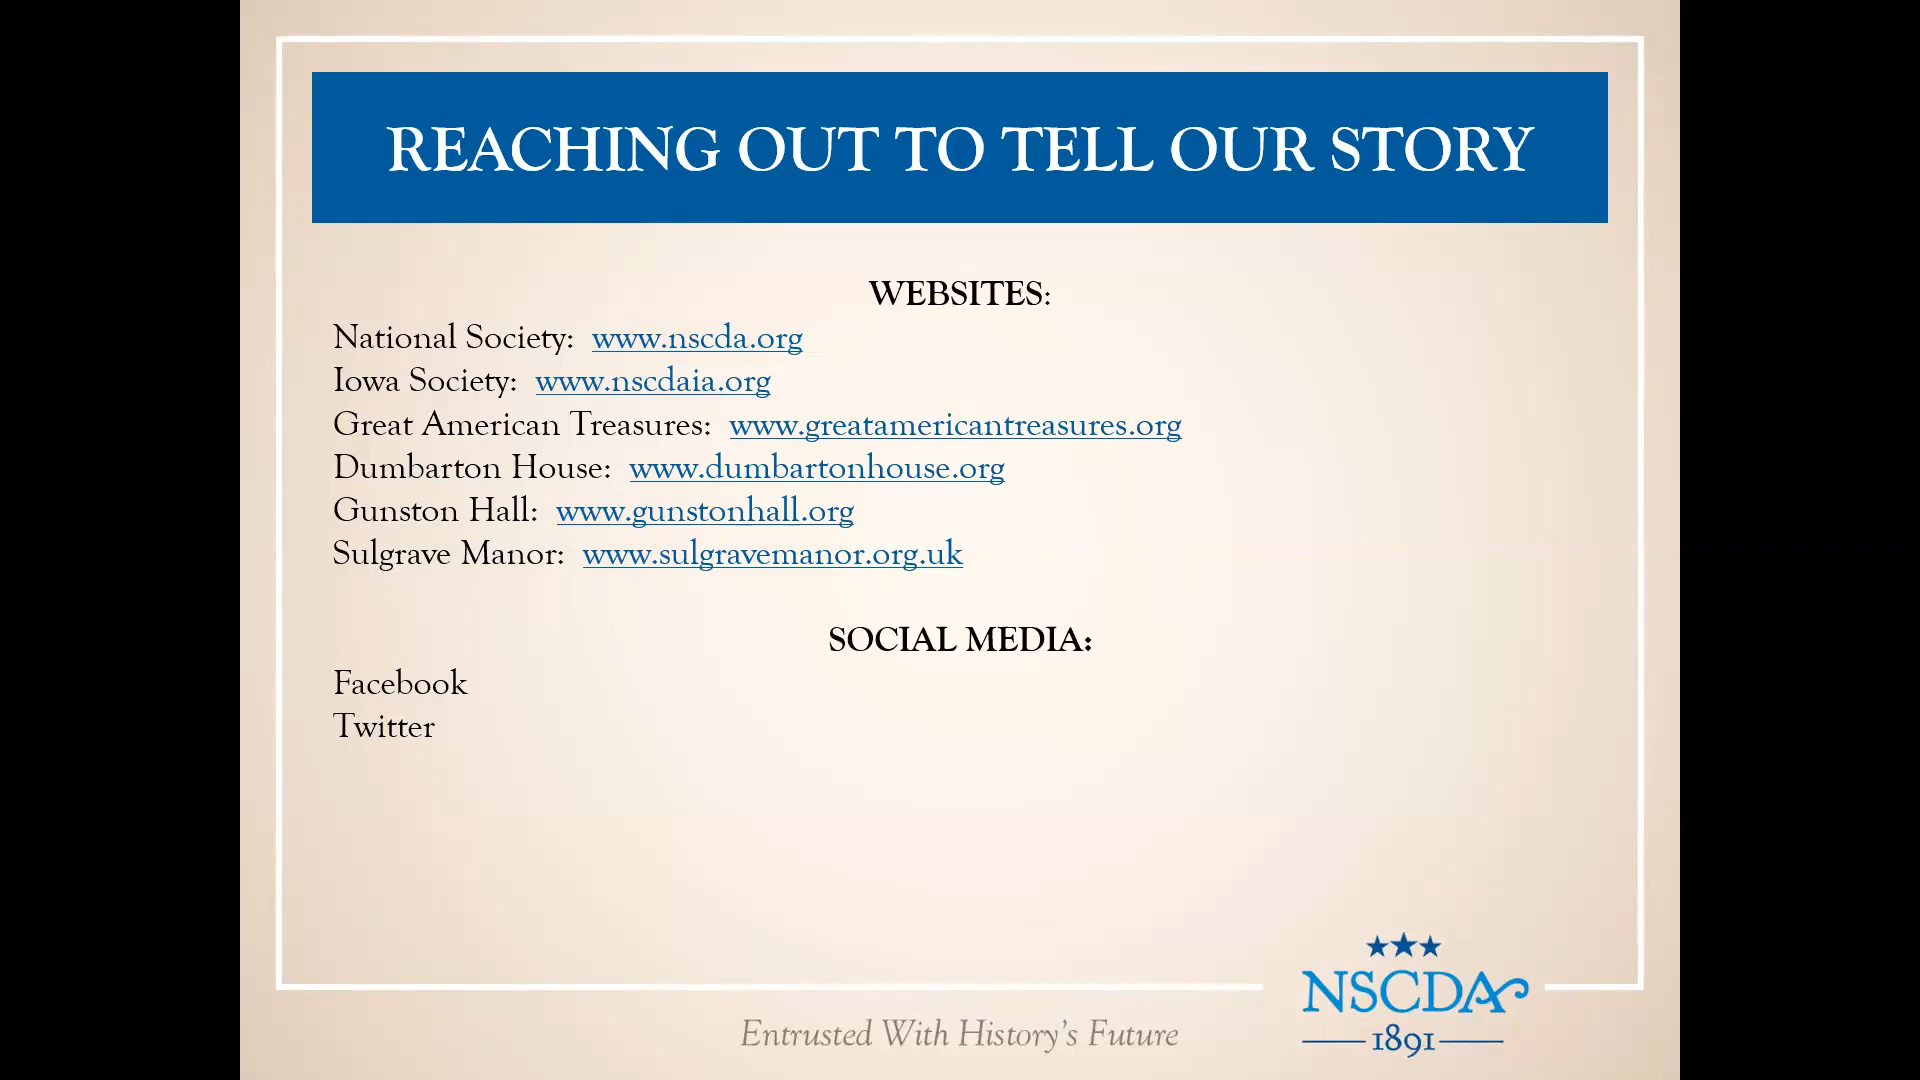 REACHING OUT TO TELL OUR STORY
WEBSITES:
National Society: www.nscda.org
Iowa Society: www.nscdaia.org
Great American Treasures: www.greatamericantreasures.org
Dumbarton House: www.dumbartonhouse.org
Gunston Hall: www.gunstonhall.org
Sulgrave Manor: www.sulgravemanor.org.uk
SOCIAL MEDIA:
Facebook
Twitter
NSCDA
1891
Entrusted With History's Future